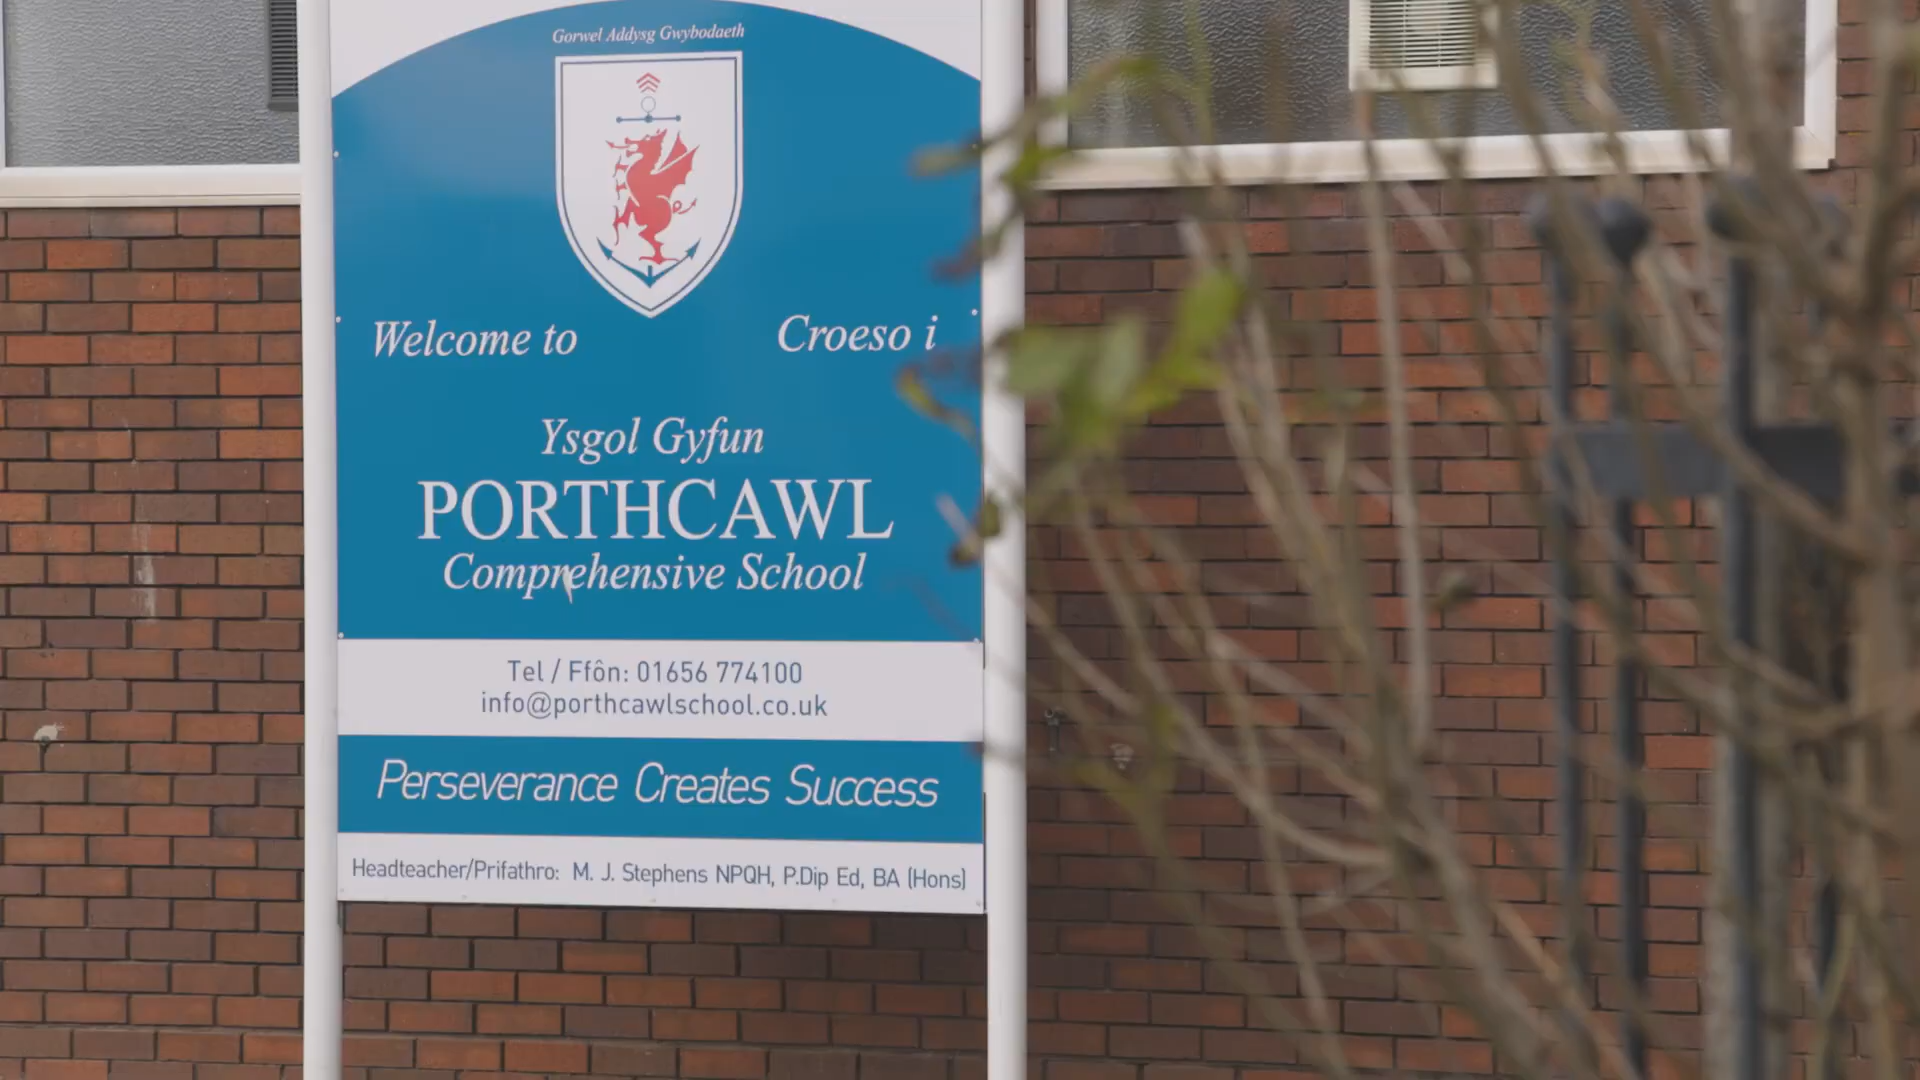 Gorwel Addysg Gwybodaeth
Welcome to
Croeso i
Ysgol Gyfun
PORTHCAWL
Comprehensive School
Tel / Ffôn: 01656 774100
info@porthcawlschool.co.uk
Perseverance Creates Success
Headteacher/Prifathro: M. J. Stephens NPQH, P.Dip Ed, BA (Hons)